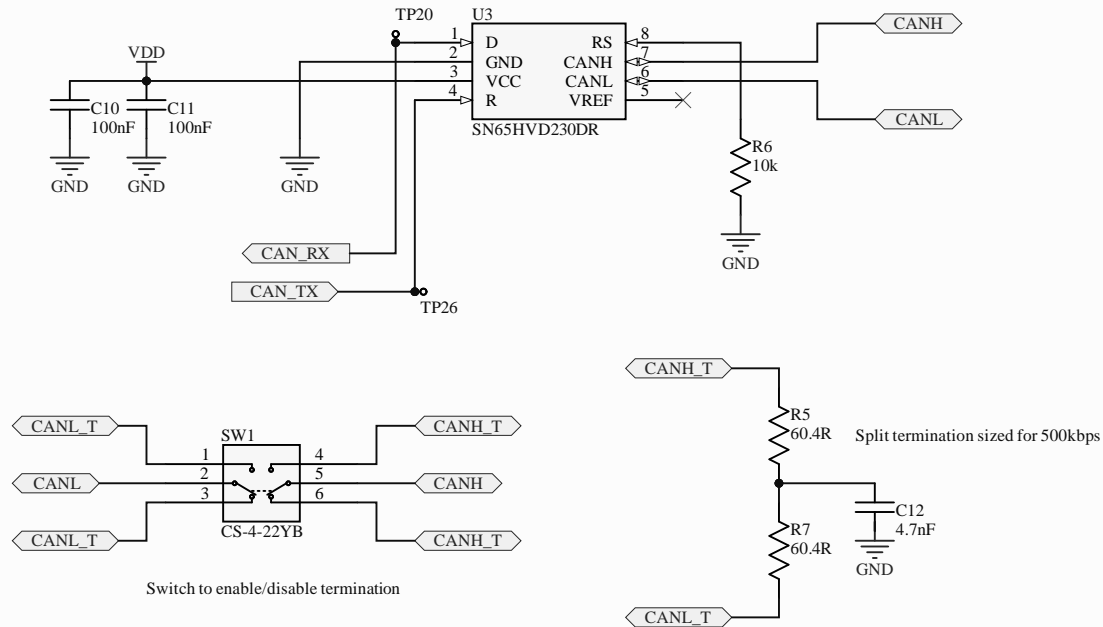 TP20
U3
CANH
1 D RS 8
2 GND CANH 7
VDD
3 VCC CANL 6
4 R VREF 5
C10
100nF
C11
100nF
SN65HVD230DR
CANL
R6
10k
GND
GND
GND
GND
CAN_RX
CAN_TX
TP26
CANH_T
CANL_T
SW1
CANH_T
R5
60.4R
Split termination sized for 500kbps
1
4
CANL
2
5
CANH
3
6
CANL_T
CS-4-22YB
CANH_T
C12
4.7nF
R7
60.4R
GND
Switch to enable/disable termination
CANL_T